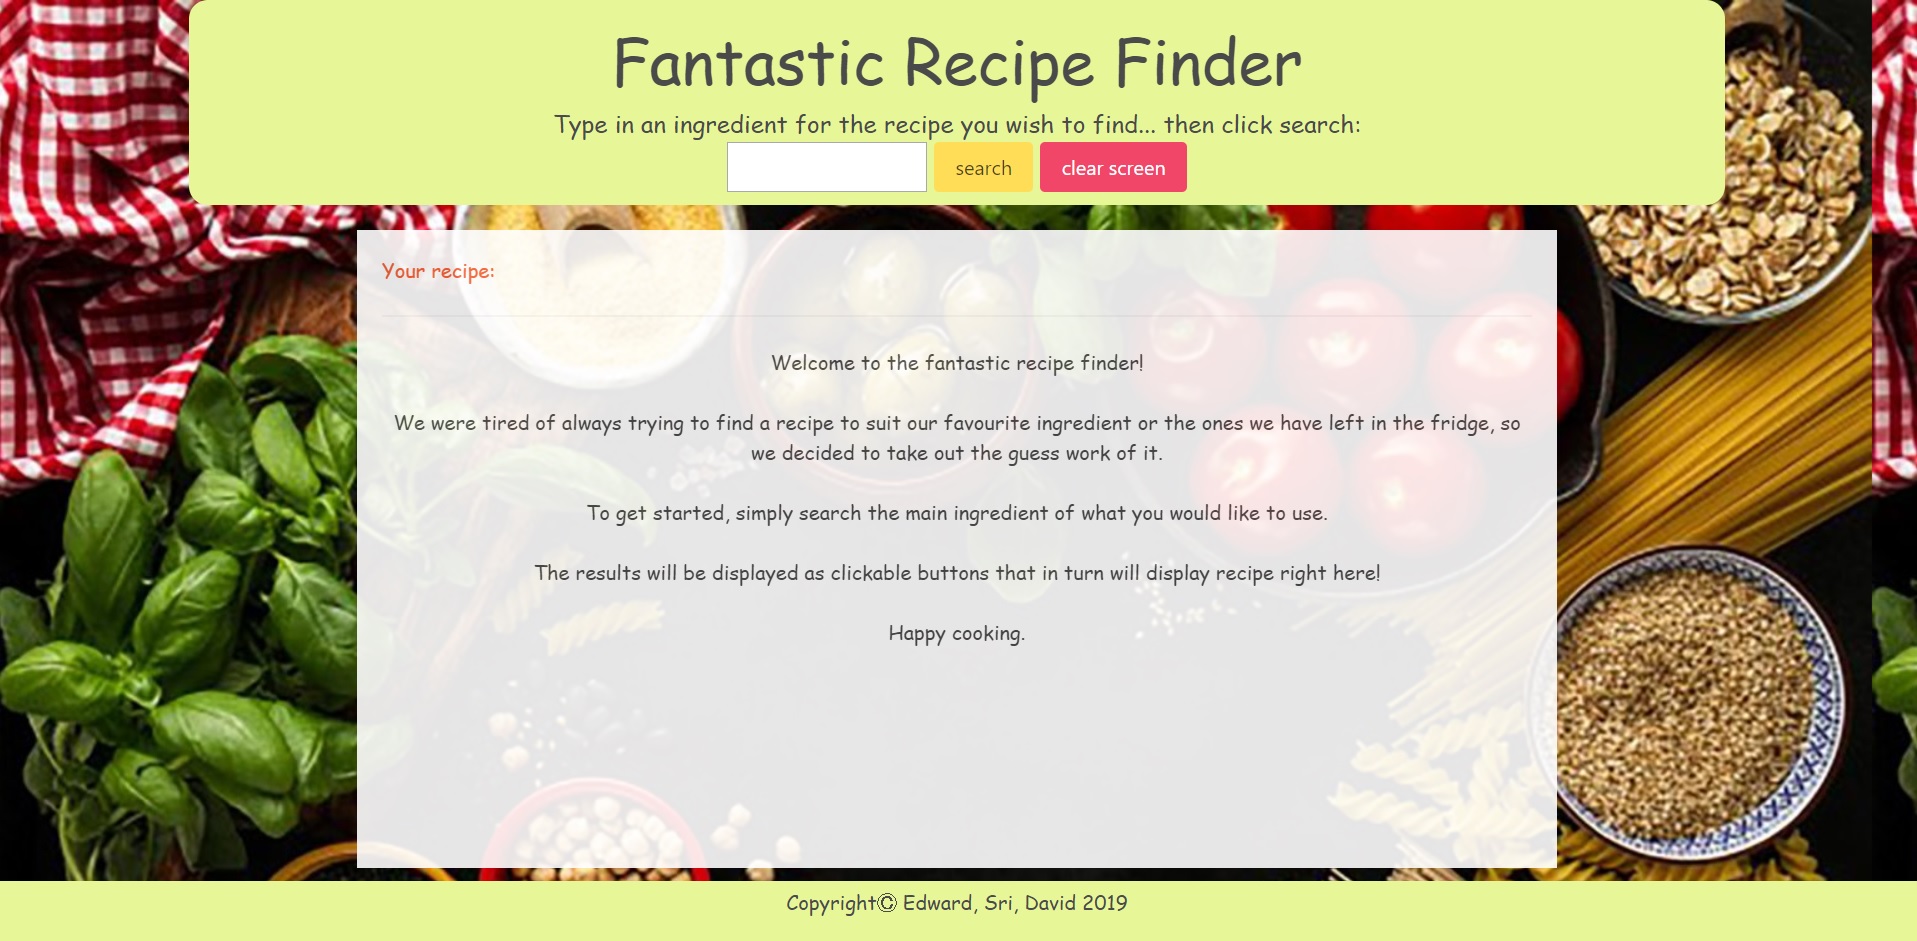 Fantastic Recipe Finder
Type in an ingredient for the recipe you wish to find... then click search:
search clear screen
Your recipe:
Welcome to the fantastic recipe finder!
We were tired of always trying to find a recipe to suit our favourite ingredient or the ones we have left in the fridge, so
we decided to take out the guess work of it.
To get started, simply search the main ingredient of what you would like to use.
The results will be displayed as clickable buttons that in turn will display recipe right here!
Happy cooking.
Copyright© Edward, Sri, David 2019